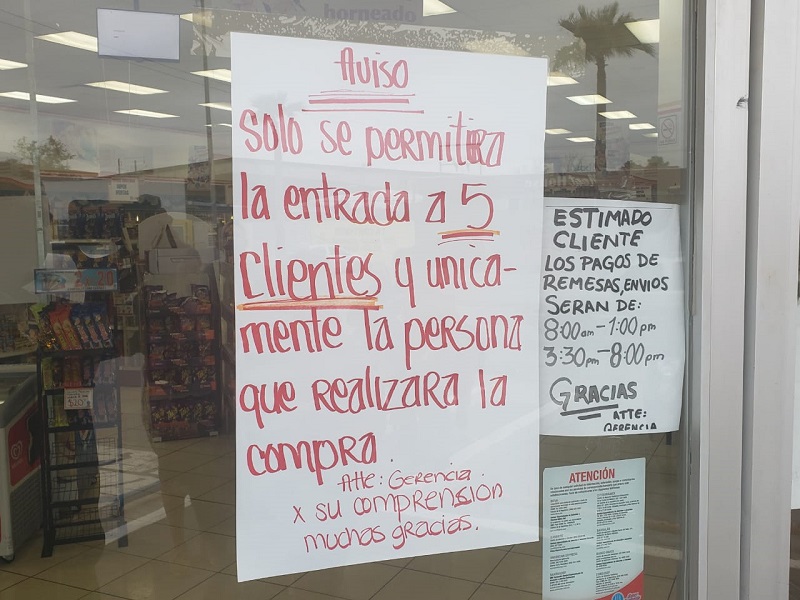 horneado
Aviso
Solo se permitira
la entrada a 5
Clientes y unica-
mente la persona
que realizara la
compra.
Atte: Gerencia.
x su comprensión
muchas gracias.
ESTIMADO
CLIENTE
LOS PAGOS DE
REMESAS, ENVIOS
SERAN DE:
8:00am-1:00pm
3:30pm-8:00pm
GRACIAS
ATTE:
GERENCIA
ATENCIÓN